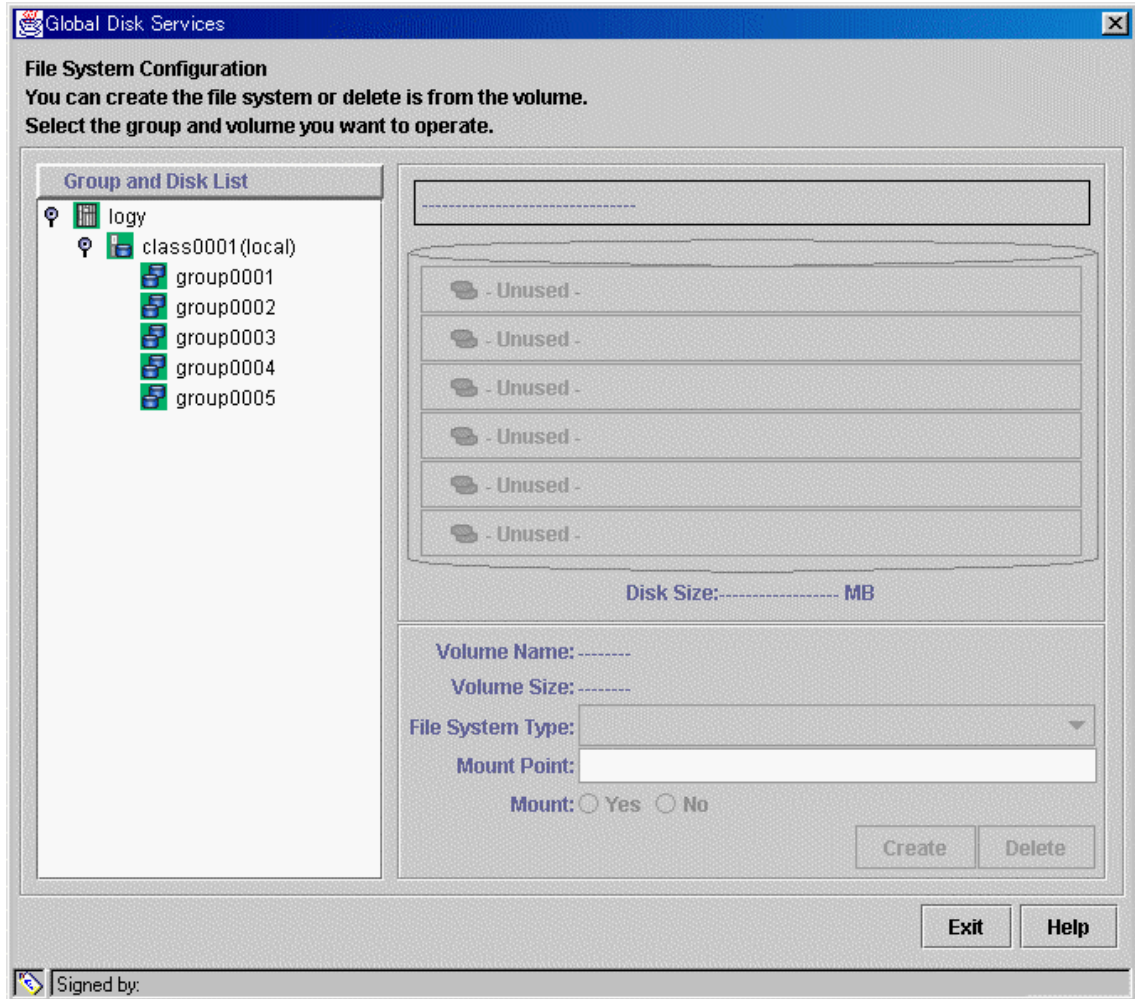 Global Disk Services
File System Configuration
You can create the file system or delete is from the volume.
Select the group and volume you want to operate.
Group and Disk List
logy
class0001(local)
group0001
group0002
group0003
group0004
group0005
--------------------------------
- Unused -
- Unused -
- Unused -
- Unused -
- Unused -
- Unused -
Disk Size:------------------ MB
Volume Name: --------
Volume Size: --------
File System Type:
Mount Point:
Mount: Yes No
Create Delete
Exit Help
Signed by: